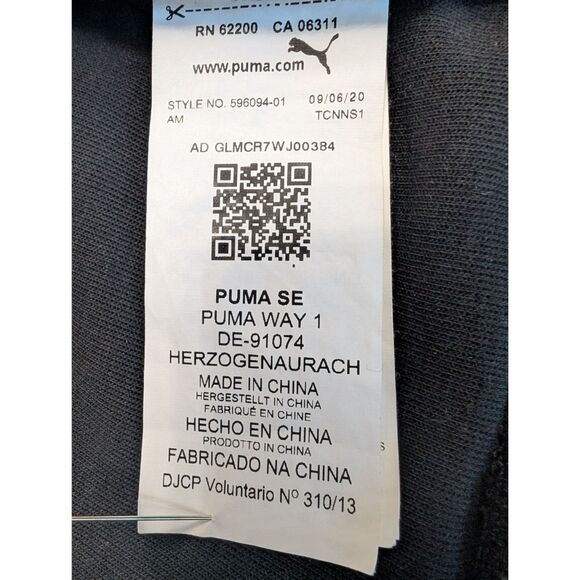 RN 62200 CA 06311
www.puma.com
STYLE NO. 596094-01 09/06/20
AM TCNNS1
AD GLMCR7WJ00384
PUMA SE
PUMA WAY 1
DE-91074
HERZOGENAURACH
MADE IN CHINA
HERGESTELLT IN CHINA
FABRIQUÉ EN CHINE
HECHO EN CHINA
PRODOTTO IN CHINA
FABRICADO NA CHINA
DJCP Voluntario Nº 310/13
S